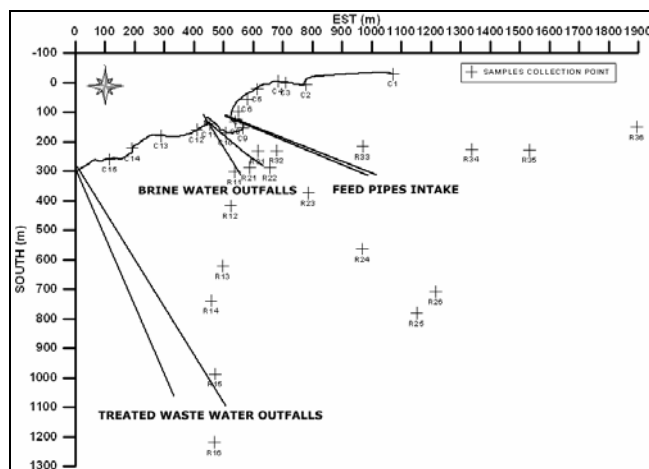 EST (m)
0 100 200 300 400 500 600 700 800 900 1000 1100 1200 1300 1400 1500 1600 1700 1800 1900
-100
0
100
200
300
400
500
600
700
800
900
1000
1100
1200
1300
SOUTH (m)
SAMPLES COLLECTION POINT
C1
C2
C3
C4
C5
C6
C9
C10
C11
C12
C13
C14
C15
R11
R12
R13
R14
R15
R16
R21
R22
R23
R24
R25
R26
R31
R32
R33
R34
R35
R36
BRINE WATER OUTFALLS
FEED PIPES INTAKE
TREATED WASTE WATER OUTFALLS